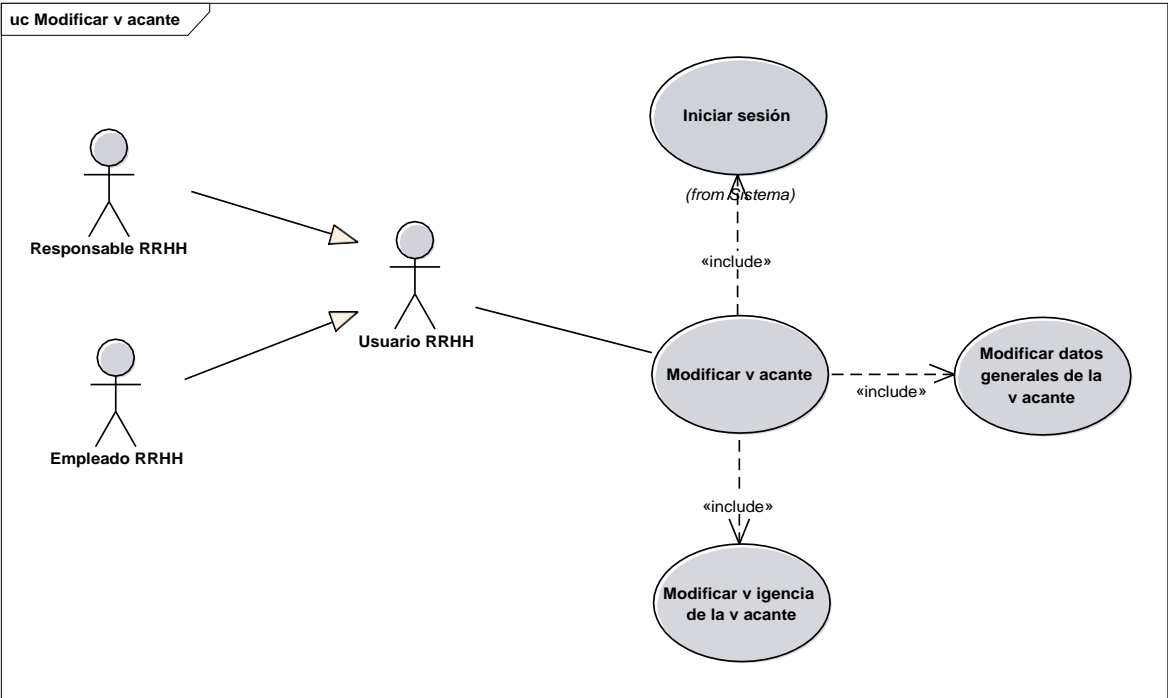 uc Modificar v acante
Iniciar sesión
(from Sistema)
Responsable RRHH
«include»
Usuario RRHH
Modificar v acante
«include»
Modificar datos
generales de la
v acante
Empleado RRHH
«include»
Modificar v igencia
de la v acante